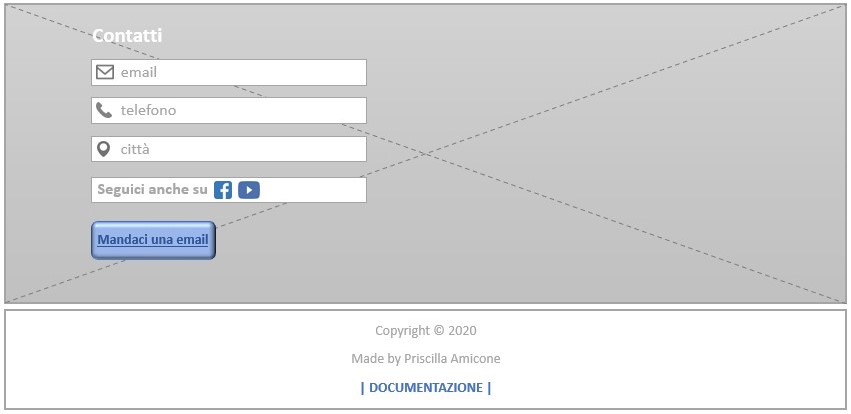 Contatti
email
telefono
città
Seguici anche su
Mandaci una email
Copyright © 2020
Made by Priscilla Amicone
| DOCUMENTAZIONE |